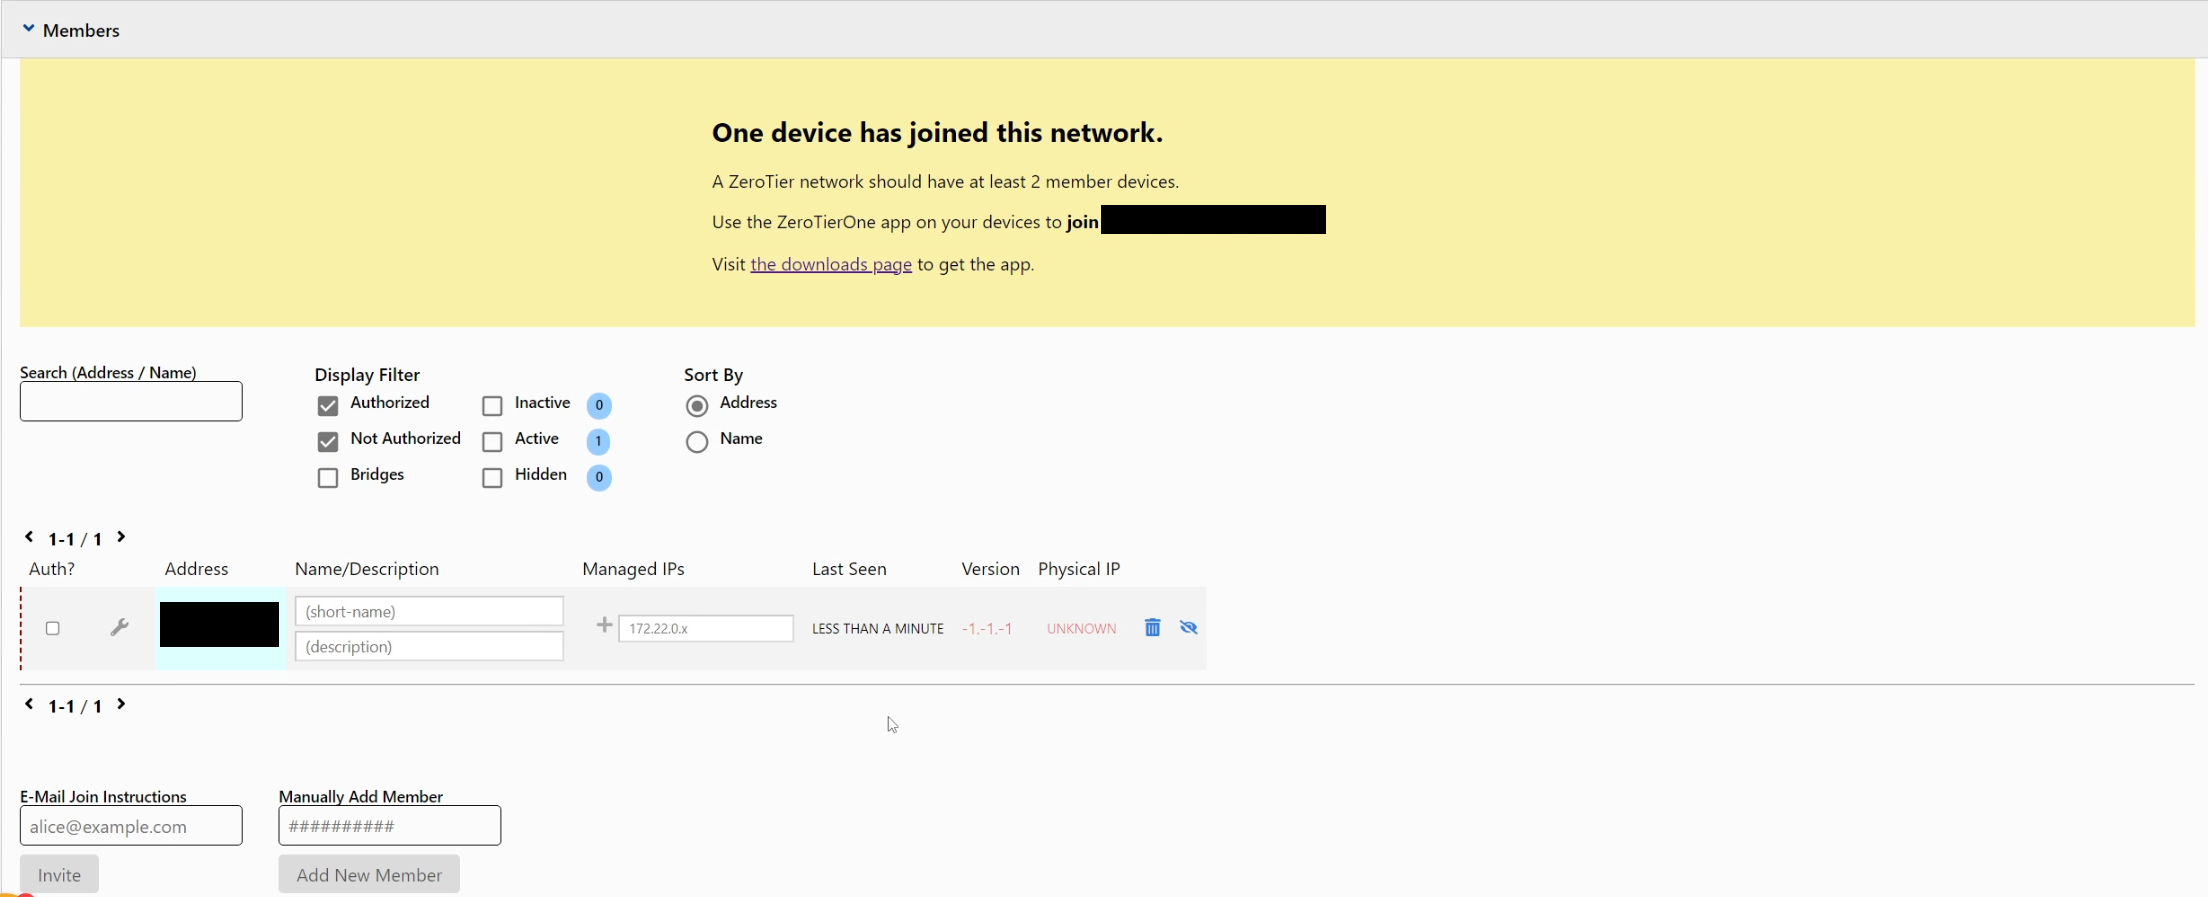 Members
One device has joined this network.
A ZeroTier network should have at least 2 member devices.
Use the ZeroTierOne app on your devices to join
Visit the downloads page to get the app.
Search (Address / Name)
Display Filter
Authorized
Inactive 0
Not Authorized
Active 1
Bridges
Hidden 0
Sort By
Address
Name
1-1 / 1
Auth? Address Name/Description Managed IPs Last Seen Version Physical IP
(short-name)
(description)
172.22.0.x
LESS THAN A MINUTE
-1.-1.-1
UNKNOWN
1-1 / 1
E-Mail Join Instructions
alice@example.com
Invite
Manually Add Member
##########
Add New Member